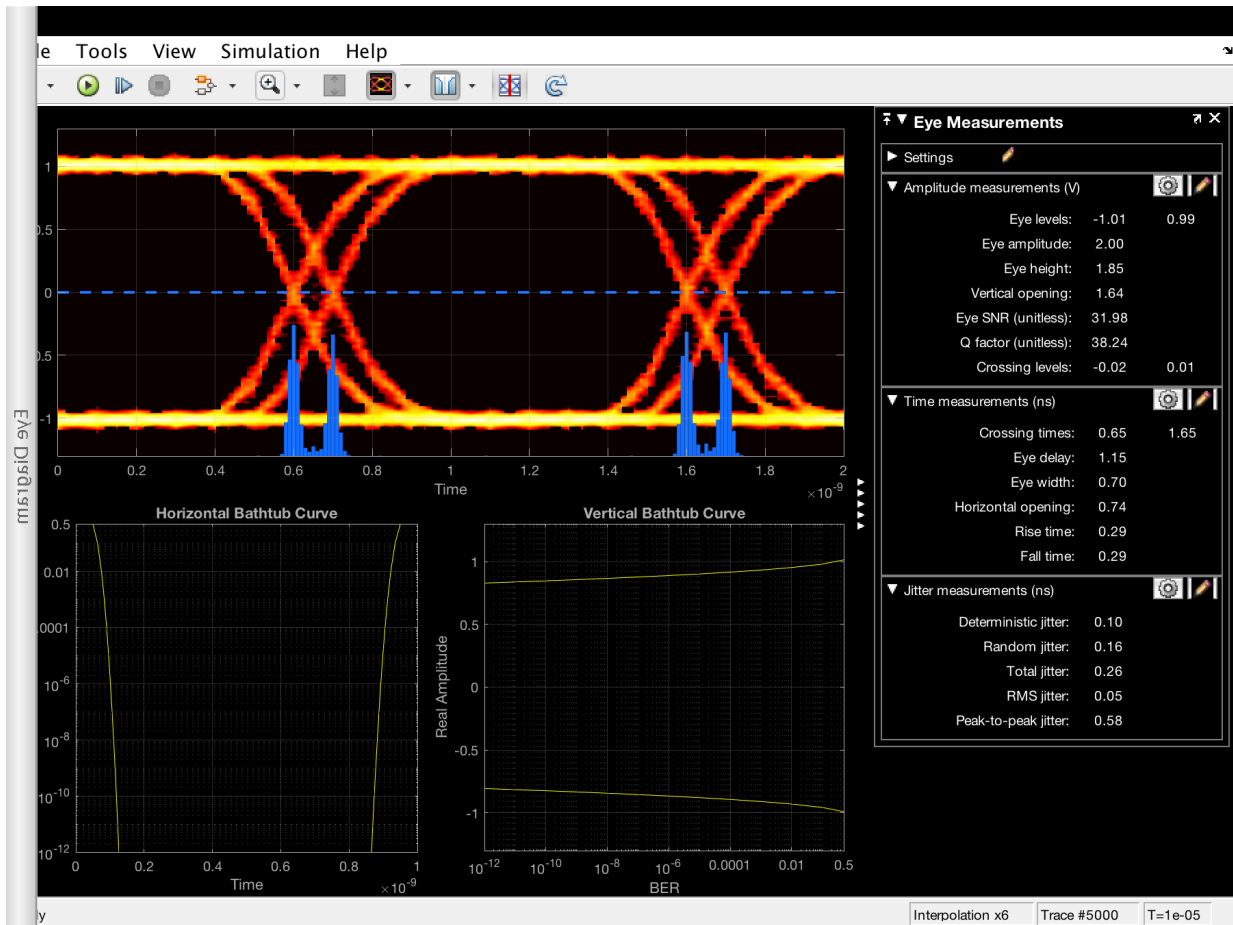 le Tools View Simulation Help
Eye Diagram
Eye Measurements
Settings
Amplitude measurements (V)
Eye levels: -1.01 0.99
Eye amplitude: 2.00
Eye height: 1.85
Vertical opening: 1.64
Eye SNR (unitless): 31.98
Q factor (unitless): 38.24
Crossing levels: -0.02 0.01
Time measurements (ns)
Crossing times: 0.65 1.65
Eye delay: 1.15
Eye width: 0.70
Horizontal opening: 0.74
Rise time: 0.29
Fall time: 0.29
Jitter measurements (ns)
Deterministic jitter: 0.10
Random jitter: 0.16
Total jitter: 0.26
RMS jitter: 0.05
Peak-to-peak jitter: 0.58
1
0.5
0
0.5
-1
0 0.2 0.4 0.6 0.8 1 1.2 1.4 1.6 1.8 2
Time
×10⁻⁹
Horizontal Bathtub Curve
0.5
0.01
.0001
10⁻⁶
10⁻⁸
10⁻¹⁰
10⁻¹²
0 0.2 0.4 0.6 0.8 1
Time
×10⁻⁹
Vertical Bathtub Curve
Real Amplitude
1
0.5
0
-0.5
-1
10⁻¹² 10⁻¹⁰ 10⁻⁸ 10⁻⁶ 0.0001 0.01 0.5
BER
y
Interpolation x6 Trace #5000 T=1e-05